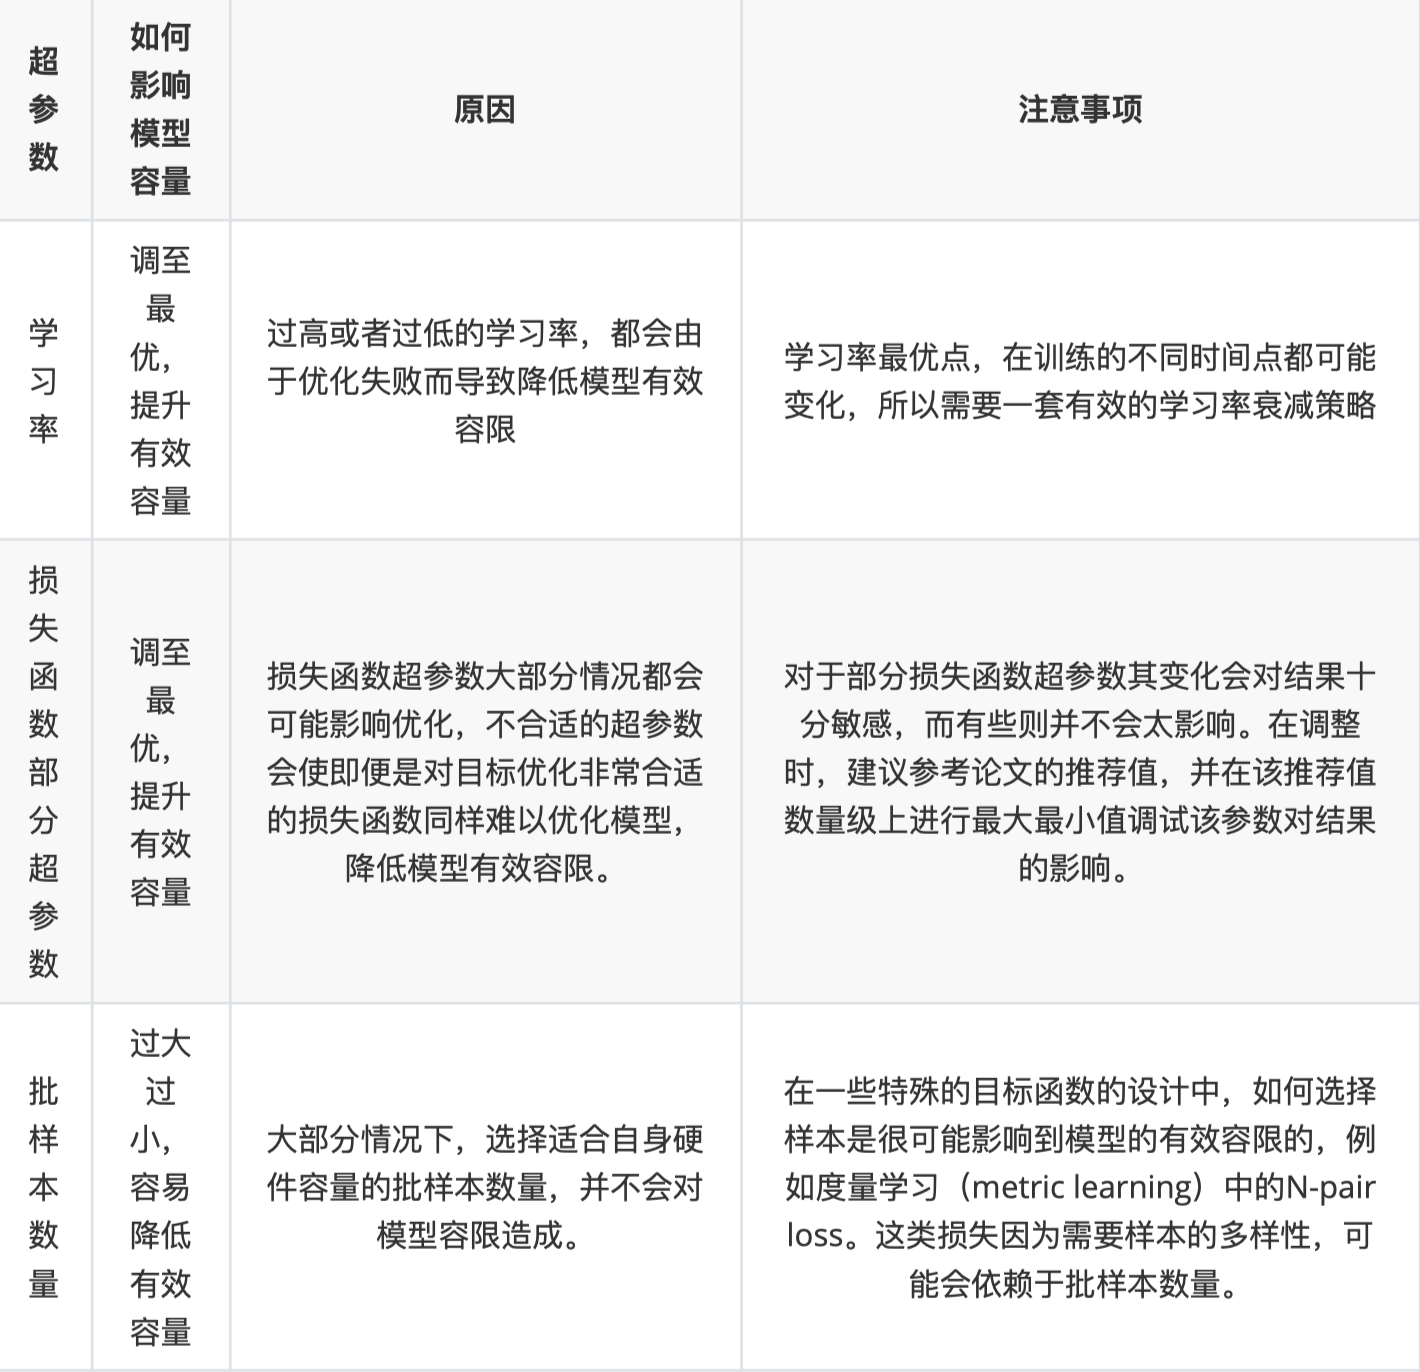 超
参
数
如何
影响
模型
容量
原因
注意事项
学
习
率
调至
最
优，
提升
有效
容量
过高或者过低的学习率，都会由
于优化失败而导致降低模型有效
容限
学习率最优点，在训练的不同时间点都可能
变化，所以需要一套有效的学习率衰减策略
损
失
函
数
部
分
超
参
数
调至
最
优，
提升
有效
容量
损失函数超参数大部分情况都会
可能影响优化，不合适的超参数
会使即便是对目标优化非常合适
的损失函数同样难以优化模型，
降低模型有效容限。
对于部分损失函数超参数其变化会对结果十
分敏感，而有些则并不会太影响。在调整
时，建议参考论文的推荐值，并在该推荐值
数量级上进行最大最小值调试该参数对结果
的影响。
批
样
本
数
量
过大
过
小，
容易
降低
有效
容量
大部分情况下，选择适合自身硬
件容量的批样本数量，并不会对
模型容限造成。
在一些特殊的目标函数的设计中，如何选择
样本是很可能影响到模型的有效容限的，例
如度量学习（metric learning）中的N-pair
loss。这类损失因为需要样本的多样性，可
能会依赖于批样本数量。